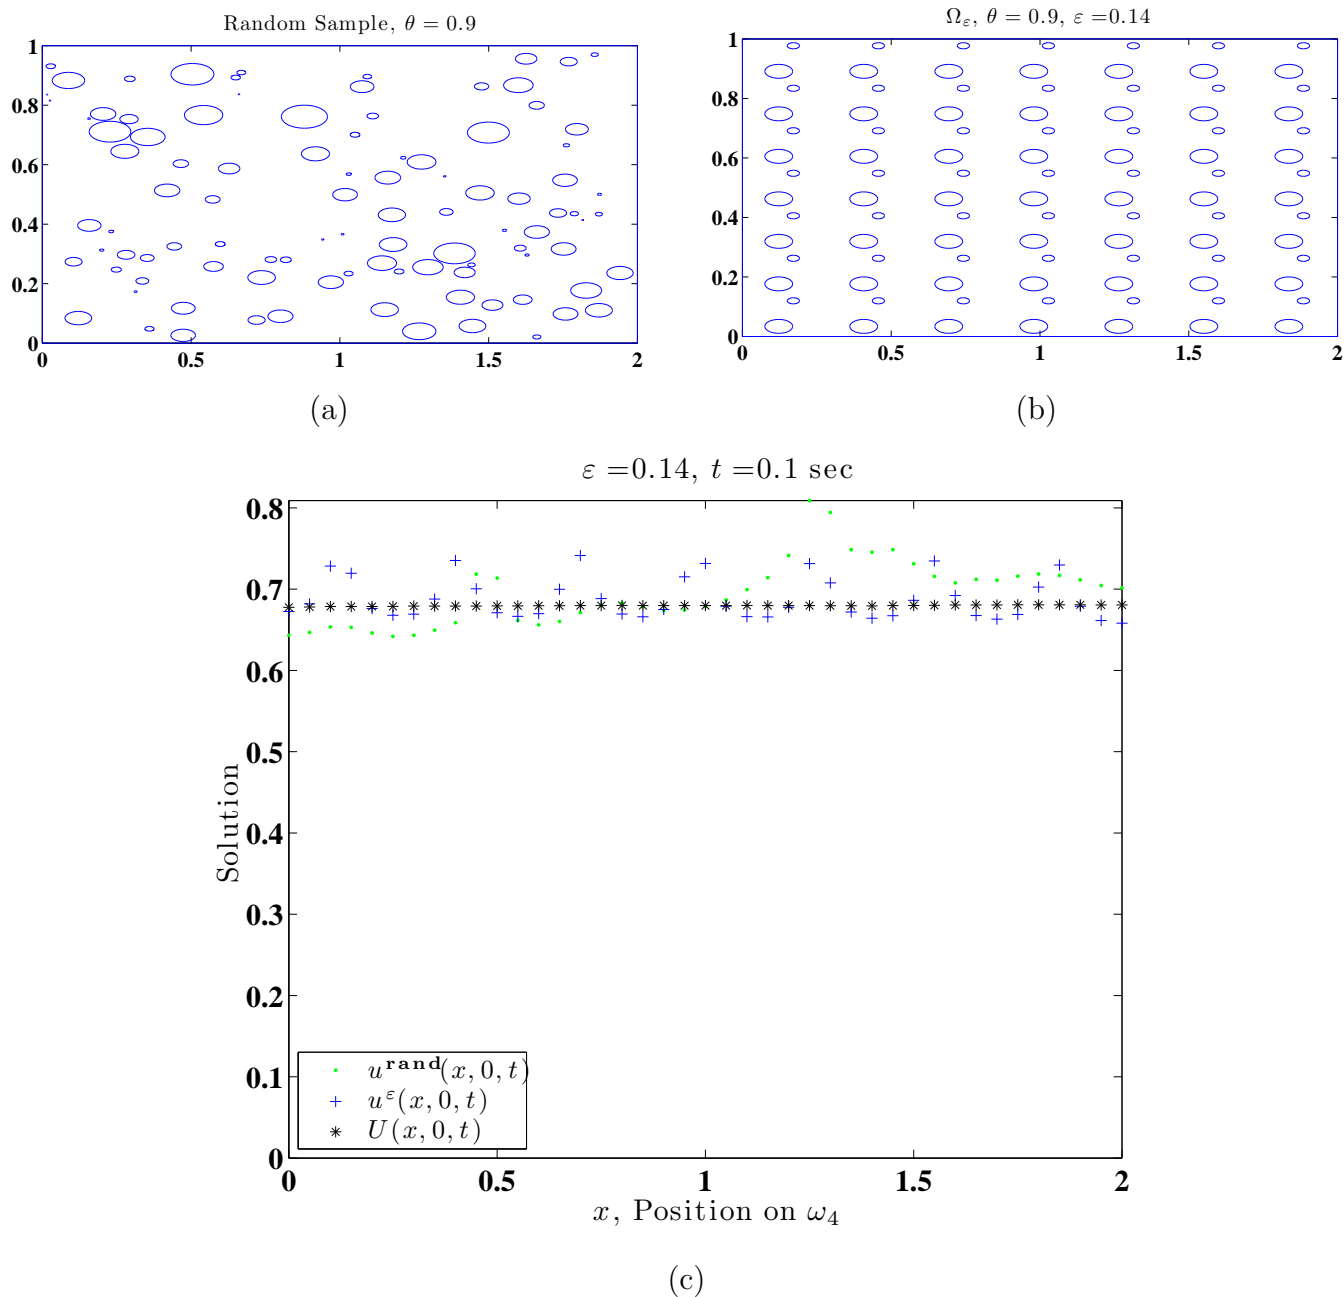 Random Sample, θ = 0.9
1
0.8
0.6
0.4
0.2
0
0 0.5 1 1.5 2
(a)
Ω_ε, θ = 0.9, ε =0.14
1
0.8
0.6
0.4
0.2
0
0 0.5 1 1.5 2
(b)
ε =0.14, t =0.1 sec
0.8
0.7
0.6
0.5
0.4
0.3
0.2
0.1
0
Solution
u^rand(x, 0, t)
u^ε(x, 0, t)
U(x, 0, t)
0 0.5 1 1.5 2
x, Position on ω_4
(c)